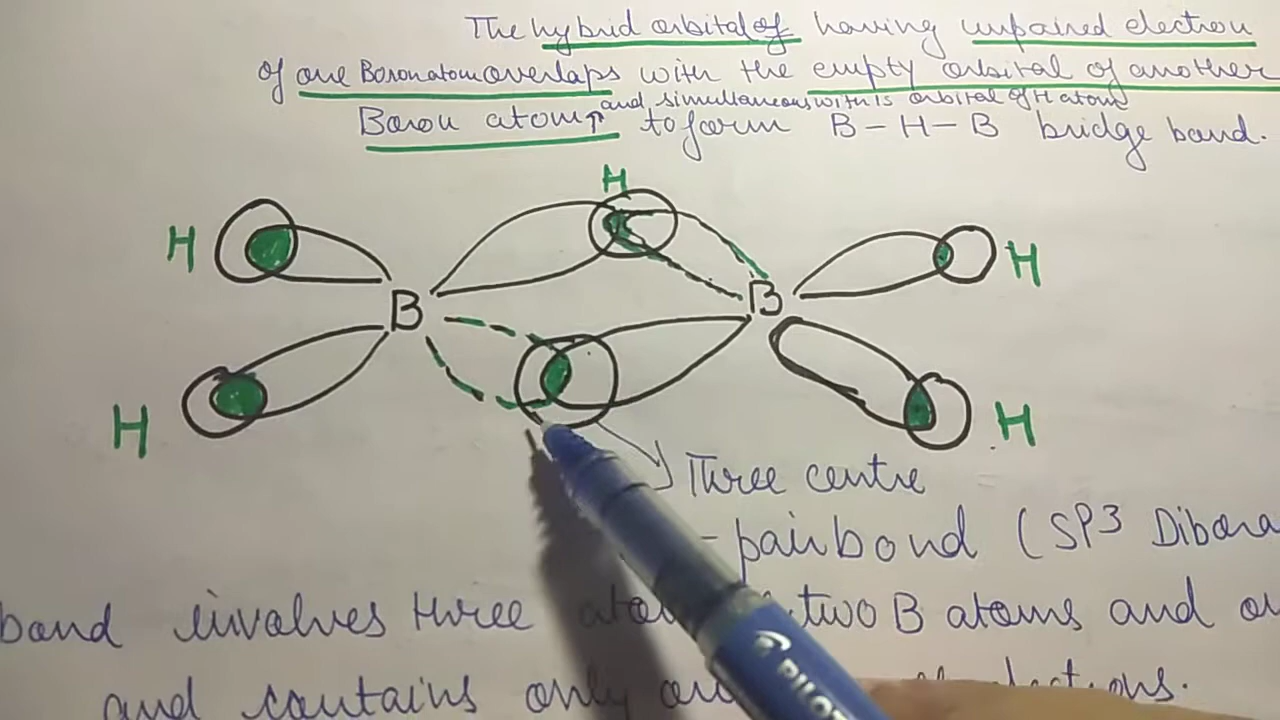 The hybrid orbital of having unpaired electron
of one Boron atom overlaps with the empty orbital of another
and simultaneous with 1s orbital of H atom
Boron atom to form B-H-B bridge bond.
H
H
B
B
H
H
H
Three centre
-pair bond (SP3 Dibora
bond involves three two B atoms and
and contains only
PILOT